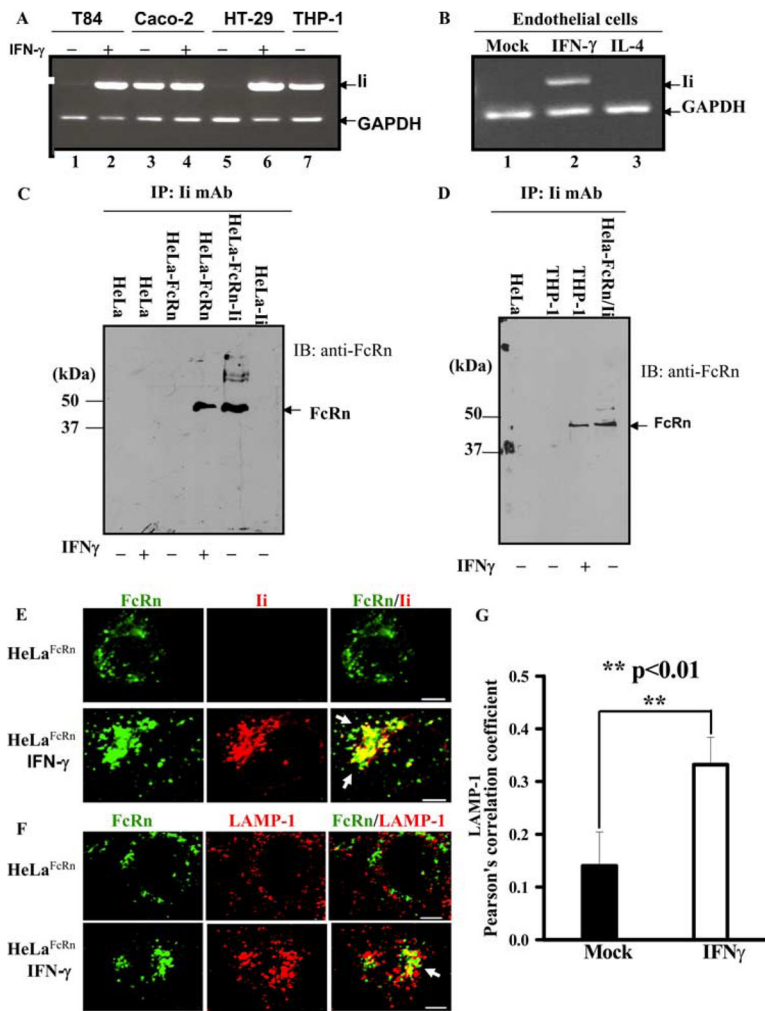 A
T84 Caco-2 HT-29 THP-1
IFN-γ – + – + – + –
Ii
GAPDH
1 2 3 4 5 6 7
B
Endothelial cells
Mock IFN-γ IL-4
Ii
GAPDH
1 2 3
C
IP: Ii mAb
HeLa
HeLa
HeLa-FcRn
HeLa-FcRn
HeLa-FcRn-Ii
HeLa-Ii
IB: anti-FcRn
(kDa)
50
37
FcRn
IFNγ – + – + – –
D
IP: Ii mAb
HeLa
THP-1
THP-1
Hela-FcRn/Ii
IB: anti-FcRn
(kDa)
50
37
FcRn
IFNγ – – + –
E
FcRn Ii FcRn/Ii
HeLaFcRn
HeLaFcRn
IFN-γ
F
FcRn LAMP-1 FcRn/LAMP-1
HeLaFcRn
HeLaFcRn
IFN-γ
G
** p<0.01
**
LAMP-1
Pearson's correlation coefficient
0.5
0.4
0.3
0.2
0.1
0.0
Mock IFNγ